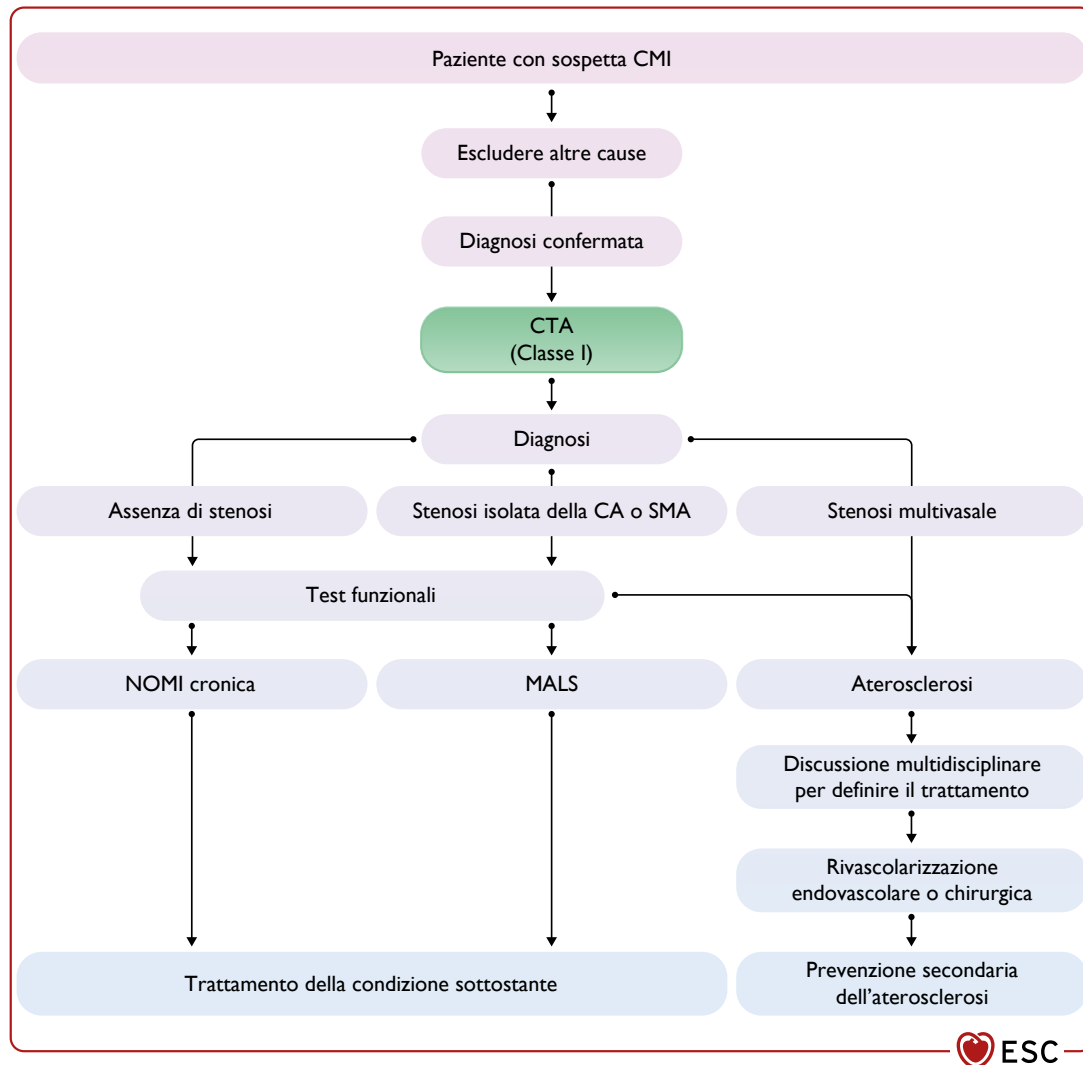 Paziente con sospetta CMI
Escludere altre cause
Diagnosi confermata
CTA
(Classe I)
Diagnosi
Assenza di stenosi
Stenosi isolata della CA o SMA
Stenosi multivasale
Test funzionali
NOMI cronica
MALS
Aterosclerosi
Discussione multidisciplinare
per definire il trattamento
Rivascolarizzazione
endovascolare o chirurgica
Trattamento della condizione sottostante
Prevenzione secondaria
dell'aterosclerosi
ESC